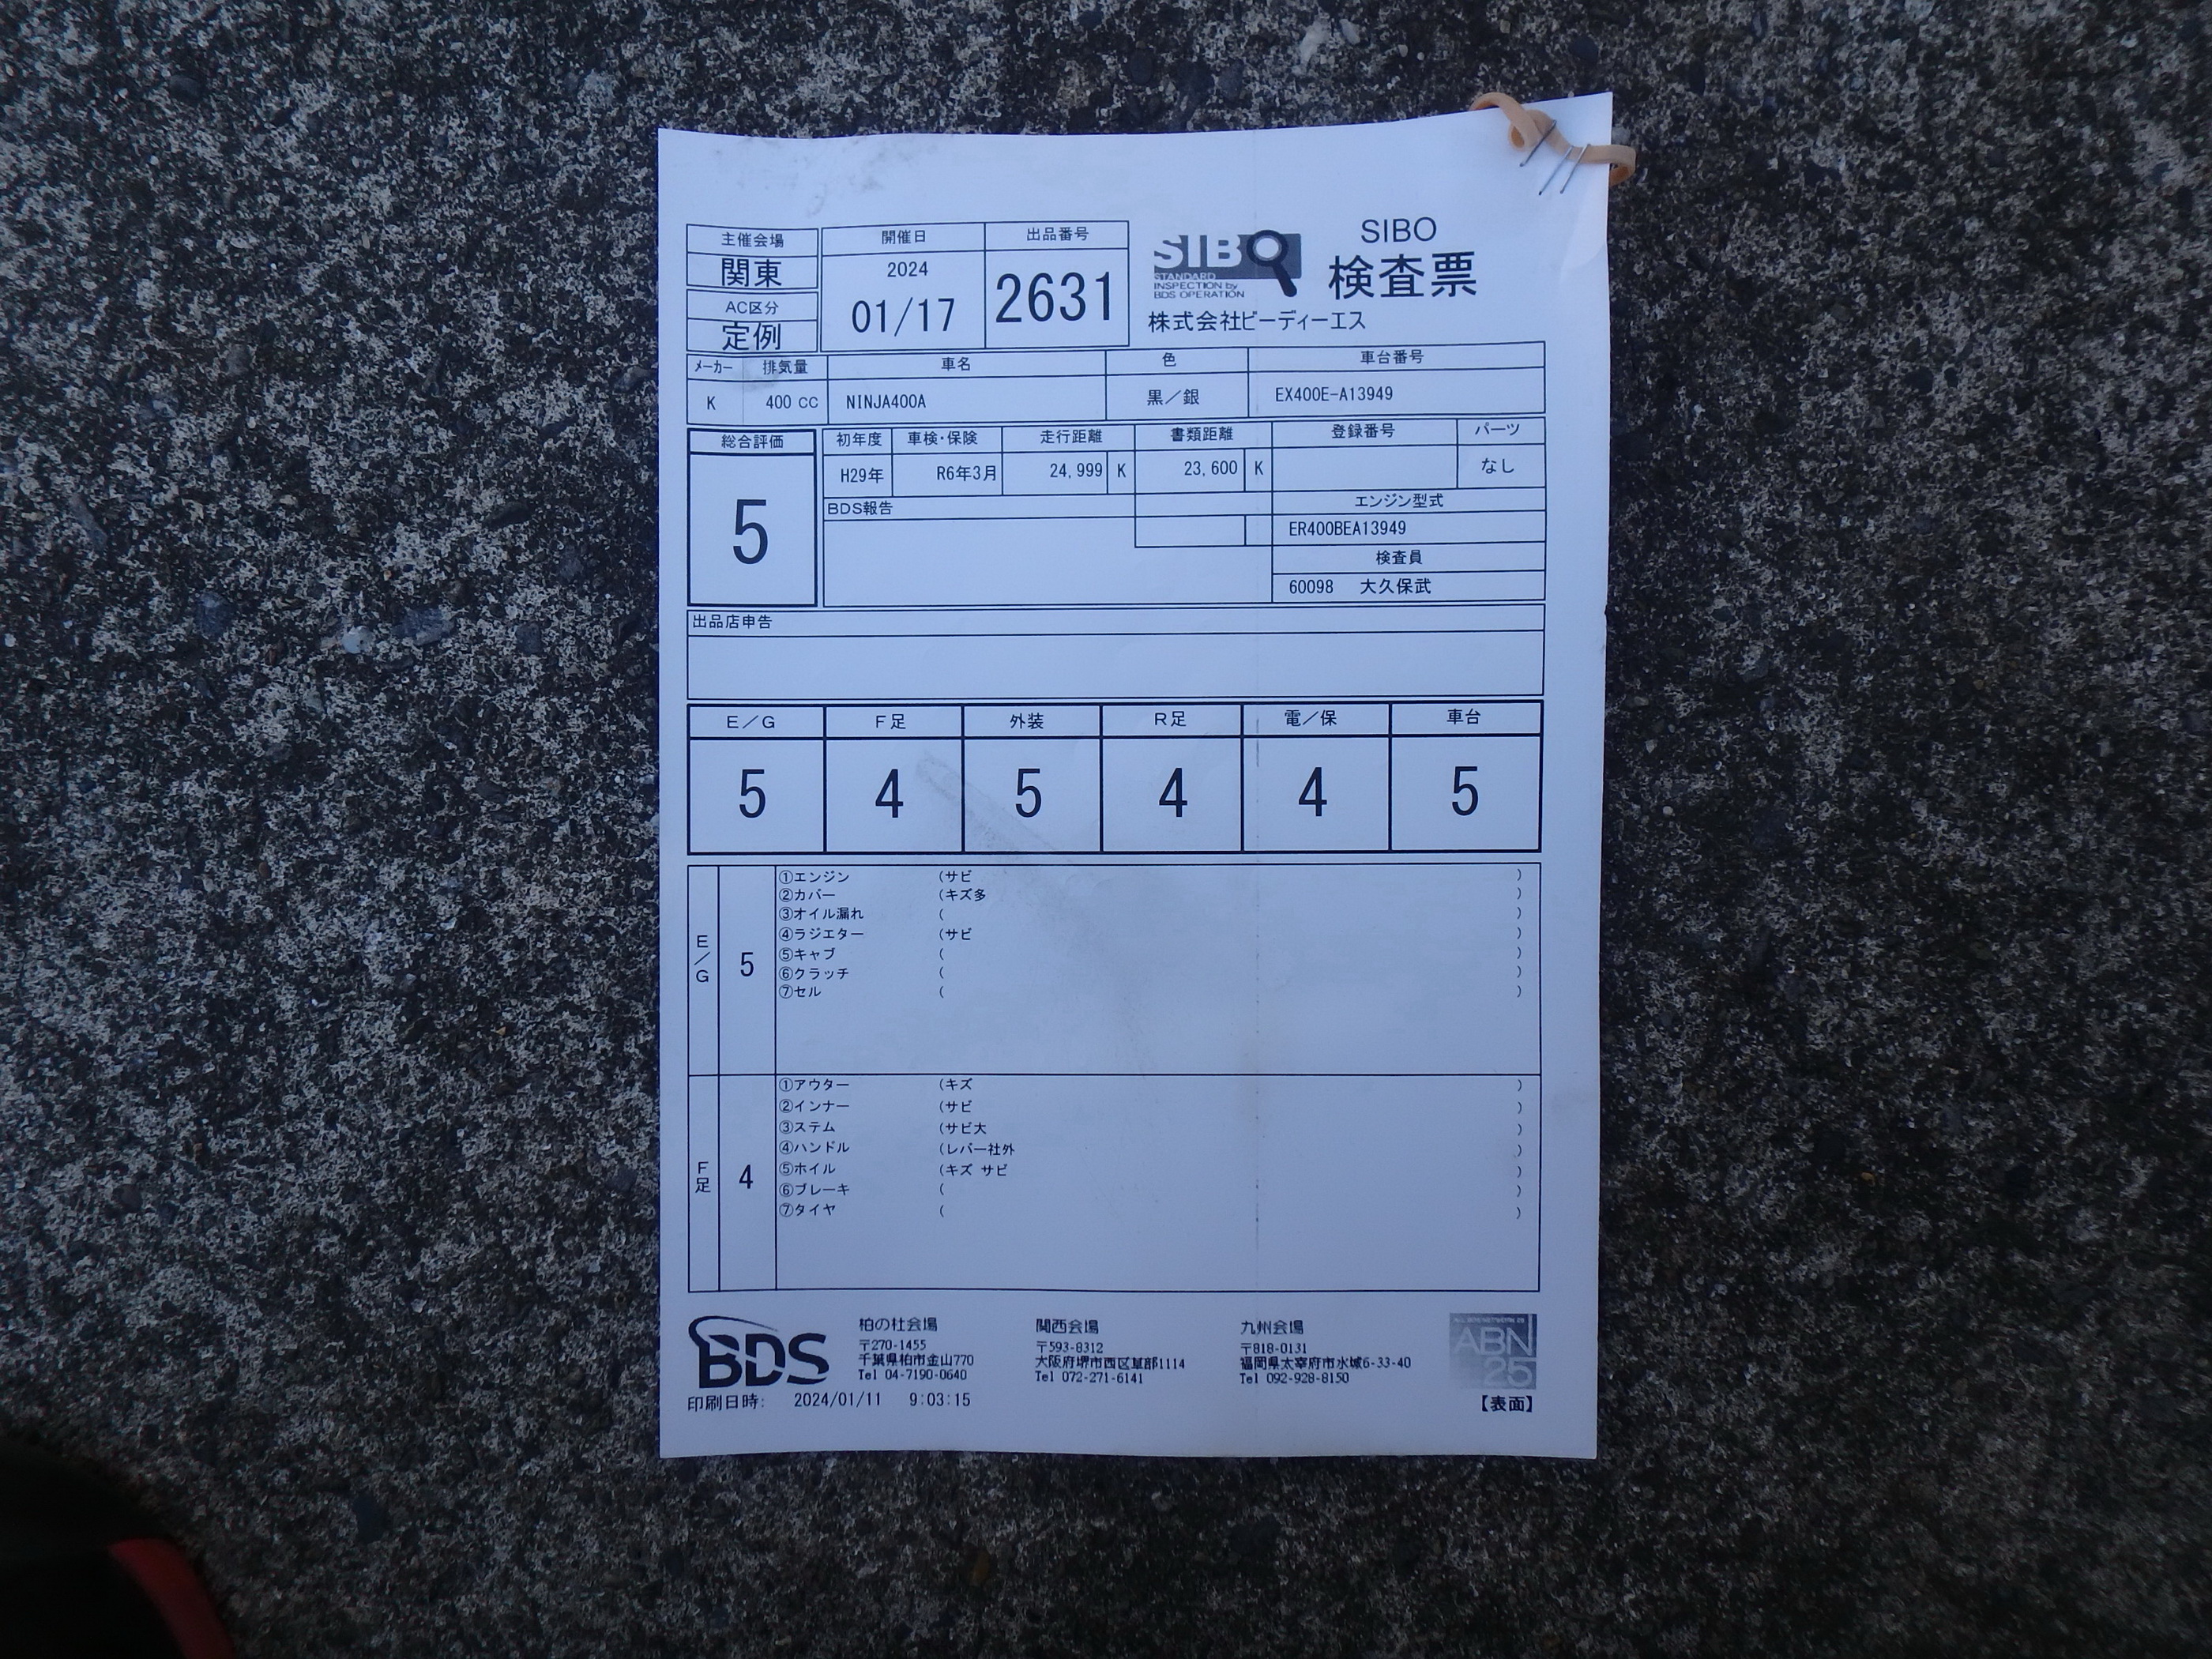 主催会場
関東
AC区分
定例
開催日
2024
01/17
出品番号
2631
SIBO
STANDARD
INSPECTION by
BDS OPERATION
SIBO
検査票
株式会社ビーディーエス
メーカー 排気量 車名 色 車台番号
K 400 CC NINJA400A 黒／銀 EX400E-A13949
総合評価
5
初年度 車検・保険 走行距離 書類距離 登録番号 パーツ
H29年 R6年3月 24,999 K 23,600 K なし
BDS報告
エンジン型式
ER400BEA13949
検査員
60098 大久保武
出品店申告
E／G F足 外装 R足 電／保 車台
5 4 5 4 4 5
E／G
5
①エンジン (サビ )
②カバー (キズ多 )
③オイル漏れ ( )
④ラジエター (サビ )
⑤キャブ ( )
⑥クラッチ ( )
⑦セル ( )
F足
4
①アウター (キズ )
②インナー (サビ )
③ステム (サビ大 )
④ハンドル (レバー社外 )
⑤ホイル (キズ サビ )
⑥ブレーキ ( )
⑦タイヤ ( )
BDS
柏の杜会場
〒270-1455
千葉県柏市金山770
Tel 04-7190-0640
関西会場
〒593-8312
大阪府堺市西区草部1114
Tel 072-271-6141
九州会場
〒818-0131
福岡県太宰府市水城6-33-40
Tel 092-928-8150
ABN
25
印刷日時: 2024/01/11 9:03:15
【表面】